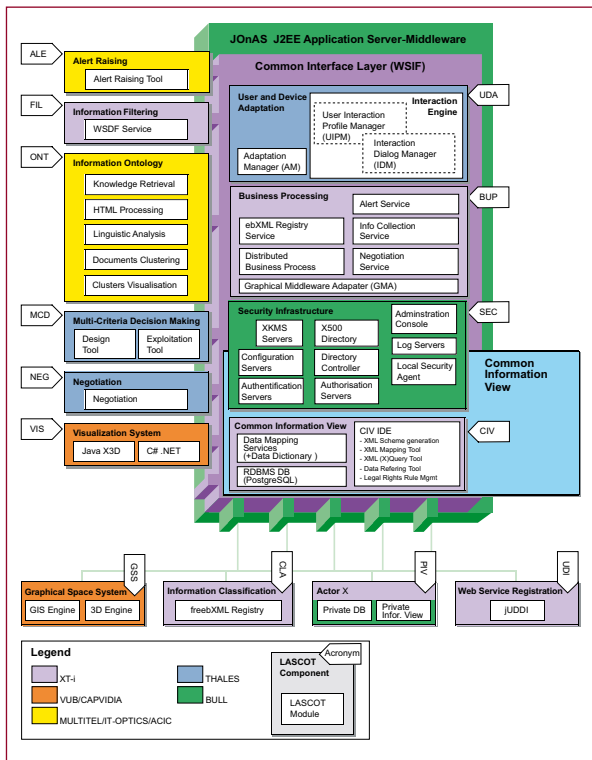 JOnAS J2EE Application Server-Middleware
Common Interface Layer (WSIF)
ALE
Alert Raising
Alert Raising Tool
FIL
Information Filtering
WSDF Service
ONT
Information Ontology
Knowledge Retrieval
HTML Processing
Linguistic Analysis
Documents Clustering
Clusters Visualisation
MCD
Multi-Criteria Decision Making
Design
Tool
Exploitation
Tool
NEG
Negotiation
Negotiation
VIS
Visualization System
Java X3D
C# .NET
UDA
User and Device
Adaptation
Interaction
Engine
User Interaction
Profile Manager
(UIPM)
Interaction
Dialog Manager
(IDM)
Adaptation
Manager (AM)
BUP
Business Processing
Alert Service
ebXML Registry
Service
Info Collection
Service
Distributed
Business Process
Negotiation
Service
Graphical Middleware Adapater (GMA)
SEC
Security Infrastructure
XKMS
Servers
X500
Directory
Adminstration
Console
Configuration
Servers
Directory
Controller
Log Servers
Authentification
Servers
Authorisation
Servers
Local Security
Agent
Common
Information
View
CIV
Common Information View
Data Mapping
Services
(+Data Dictionary )
RDBMS DB
(PostgreSQL)
CIV IDE
- XML Scheme generation
- XML Mapping Tool
- XML (X)Query Tool
- Data Refering Tool
- Legal Rights Rule Mgmt
GSS
Graphical Space System
GIS Engine
3D Engine
CLA
Information Classification
freebXML Registry
PIV
Actor X
Private DB
Private
Infor. View
UDI
Web Service Registration
jUDDI
Legend
XT-i
VUB/CAPVIDIA
MULTITEL/IT-OPTICS/ACIC
THALES
BULL
Acronym
LASCOT
Component
LASCOT
Module